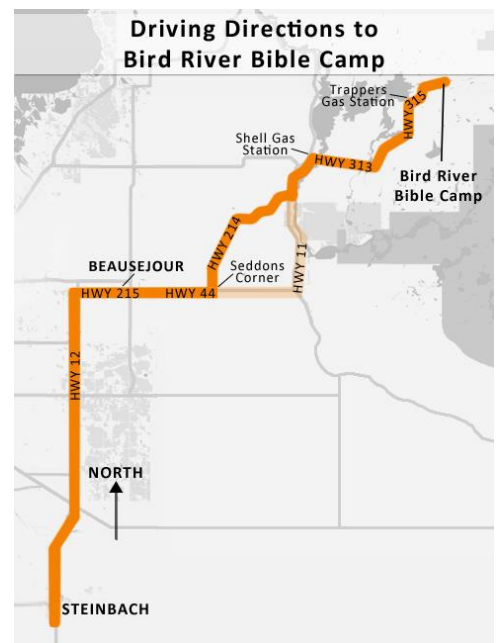 Driving Directions to
Bird River Bible Camp
Trappers
Gas Station
HWY 315
Shell Gas
Station
HWY 313
Bird River
Bible Camp
HWY 214
HWY 11
BEAUSEJOUR
Seddons
Corner
HWY 215
HWY 44
HWY 12
NORTH
STEINBACH